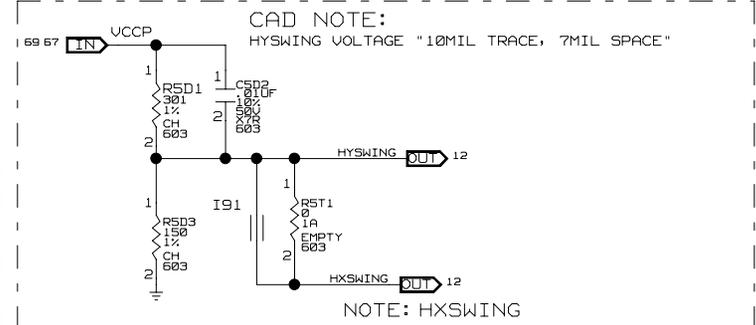 CAD NOTE:
HYSWING VOLTAGE "10MIL TRACE, 7MIL SPACE"
69 67 IN VCCP
1
R5D1
301
1%
CH
603
2
1
C5D2
.01UF
10%
50V
X7R
603
2
HYSWING OUT 12
1
R5D3
150
1%
CH
603
2
I91
1
R5T1
0
1A
EMPTY
603
2
HXSWING OUT 12
NOTE: HXSWING